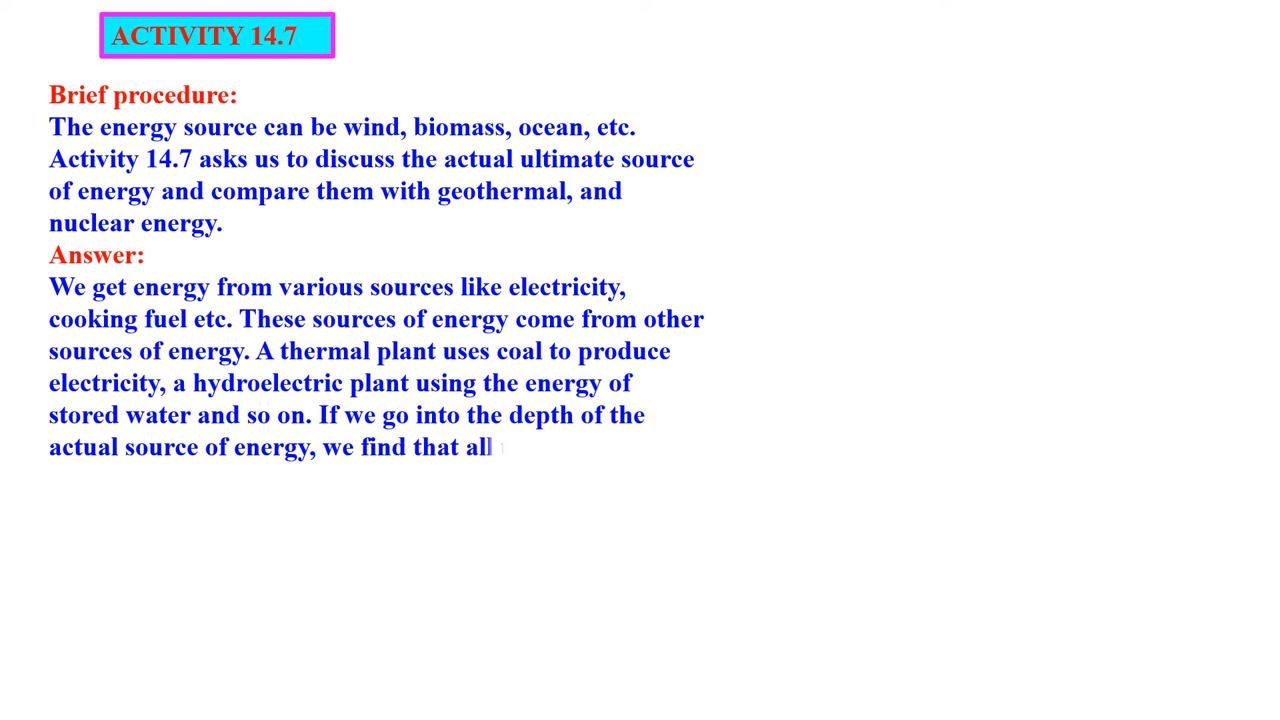 ACTIVITY 14.7
Brief procedure:
The energy source can be wind, biomass, ocean, etc.
Activity 14.7 asks us to discuss the actual ultimate source
of energy and compare them with geothermal, and
nuclear energy.
Answer:
We get energy from various sources like electricity,
cooking fuel etc. These sources of energy come from other
sources of energy. A thermal plant uses coal to produce
electricity, a hydroelectric plant using the energy of
stored water and so on. If we go into the depth of the
actual source of energy, we find that all